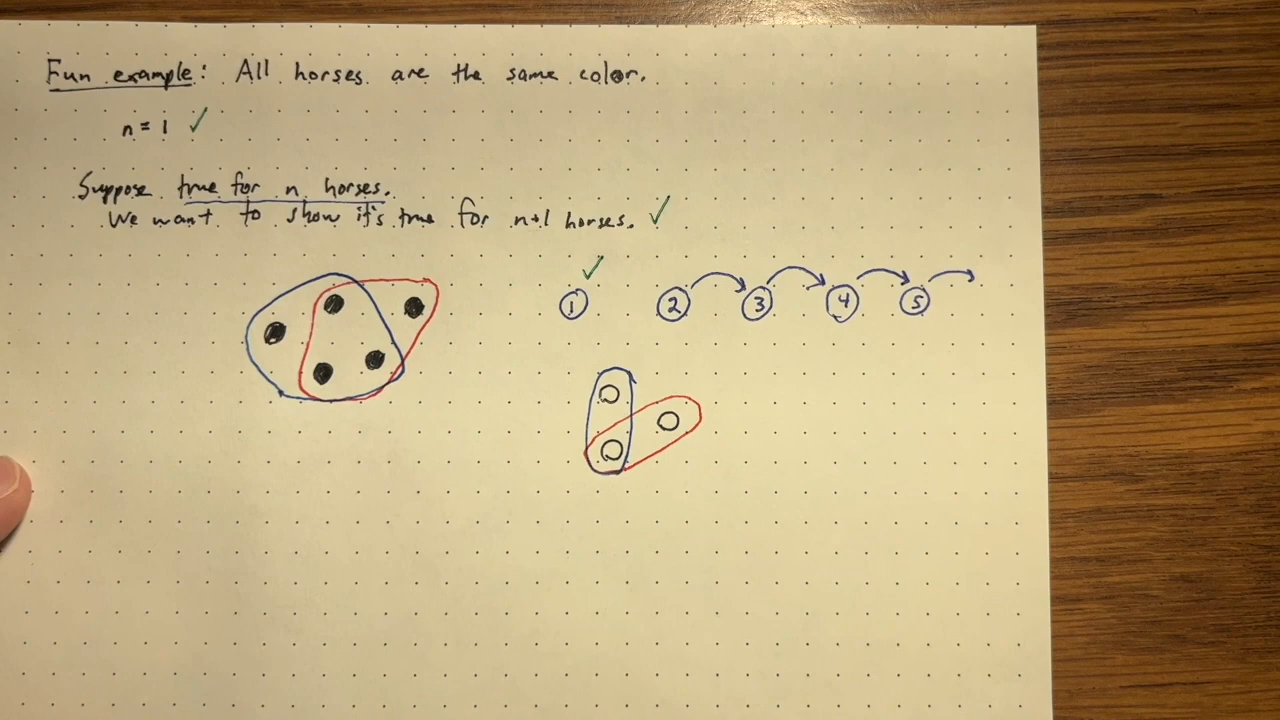 Fun example: All horses are the same color.
n = 1 ✓
Suppose true for n horses.
We want to show it's true for n+1 horses. ✓
✓
1 2 3 4 5